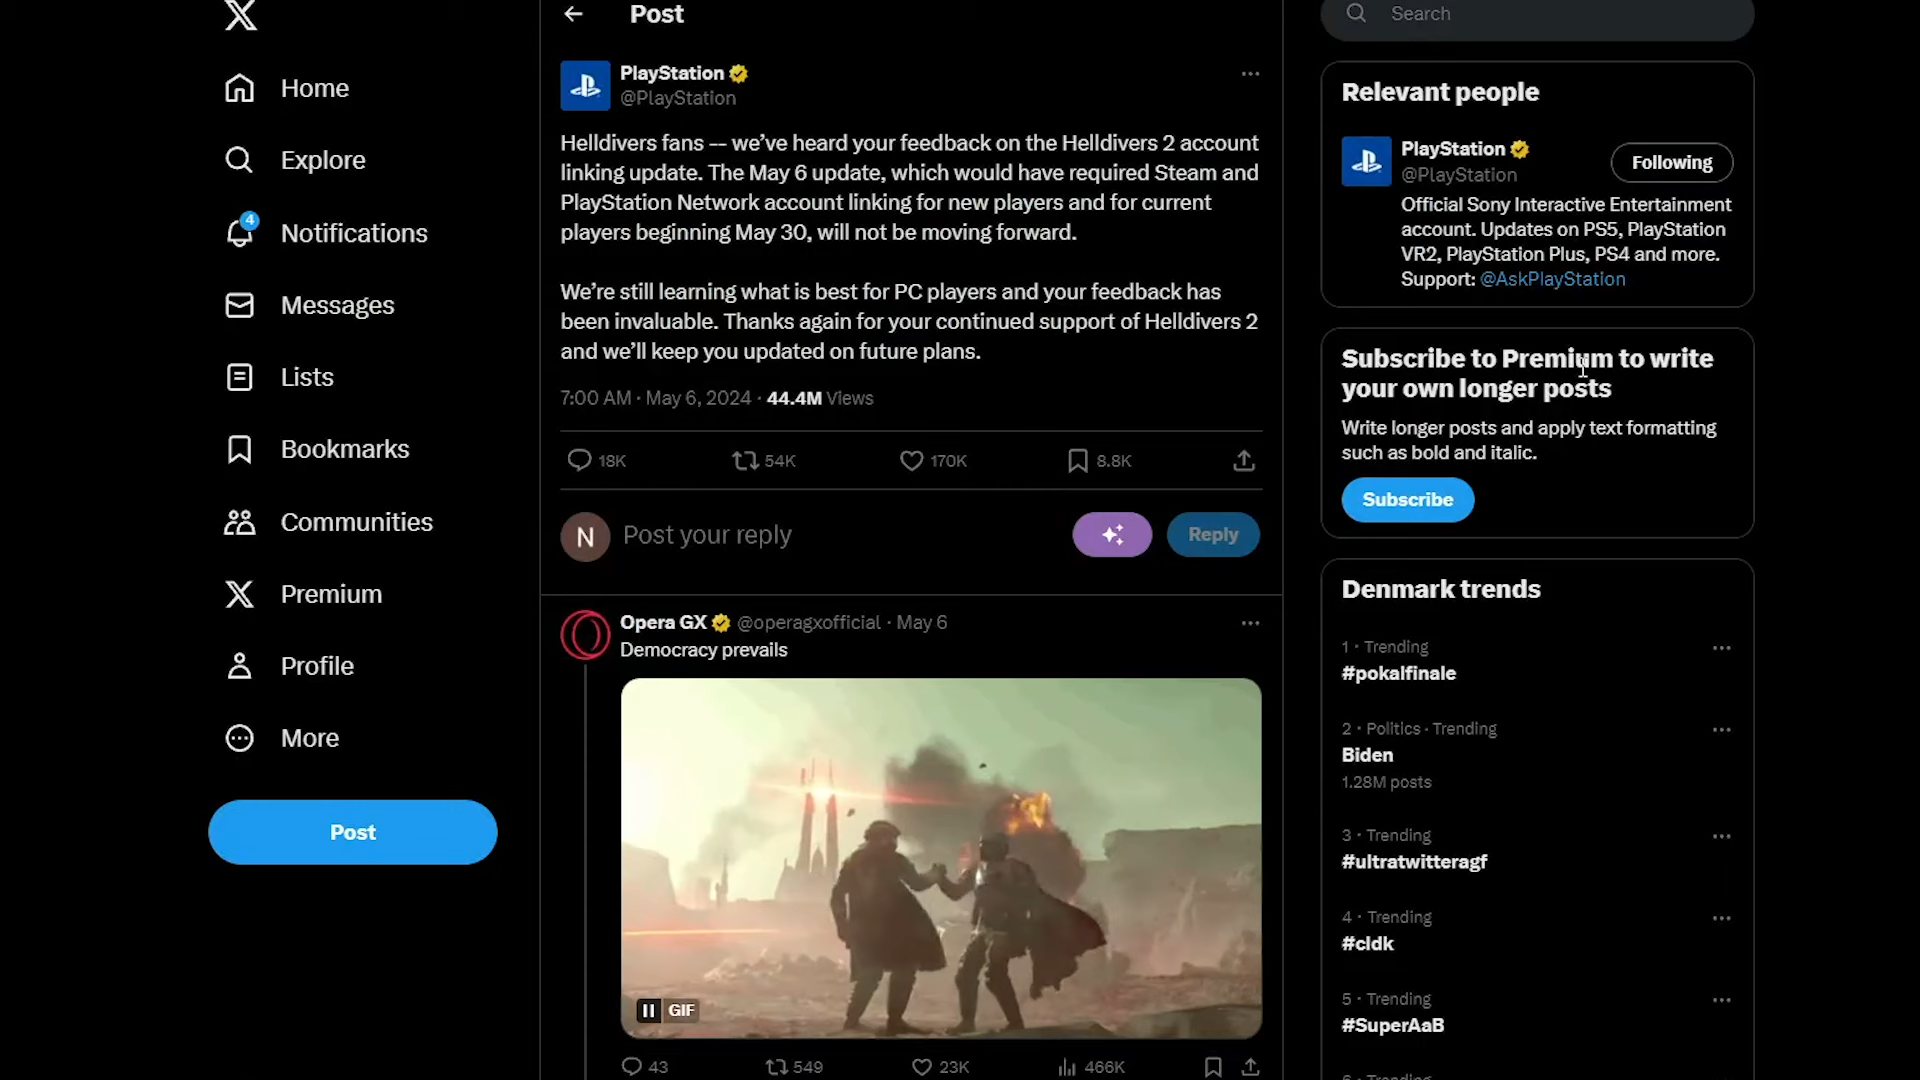 Home
Explore
4
Notifications
Messages
Lists
Bookmarks
Communities
Premium
Profile
More
Post
Post
PlayStation
@PlayStation
Helldivers fans -- we’ve heard your feedback on the Helldivers 2 account
linking update. The May 6 update, which would have required Steam and
PlayStation Network account linking for new players and for current
players beginning May 30, will not be moving forward.
We’re still learning what is best for PC players and your feedback has
been invaluable. Thanks again for your continued support of Helldivers 2
and we’ll keep you updated on future plans.
7:00 AM · May 6, 2024 · 44.4M Views
18K 54K 170K 8.8K
N Post your reply Reply
Opera GX @operagxofficial · May 6
Democracy prevails
GIF
43 549 23K 466K
Search
Relevant people
PlayStation
@PlayStation
Following
Official Sony Interactive Entertainment
account. Updates on PS5, PlayStation
VR2, PlayStation Plus, PS4 and more.
Support: @AskPlayStation
Subscribe to Premium to write
your own longer posts
Write longer posts and apply text formatting
such as bold and italic.
Subscribe
Denmark trends
1 · Trending
#pokalfinale
2 · Politics · Trending
Biden
1.28M posts
3 · Trending
#ultratwitteragf
4 · Trending
#cldk
5 · Trending
#SuperAaB